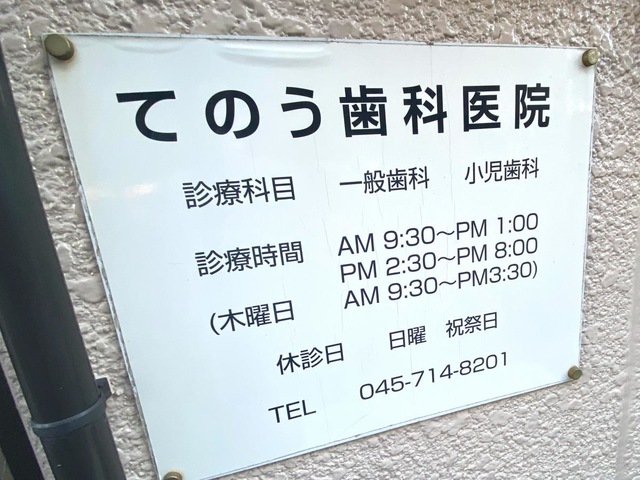 てのう歯科医院
診療科目 一般歯科 小児歯科
診療時間 AM 9:30～PM 1:00
PM 2:30～PM 8:00
(木曜日 AM 9:30～PM3:30)
休診日 日曜 祝祭日
TEL 045-714-8201